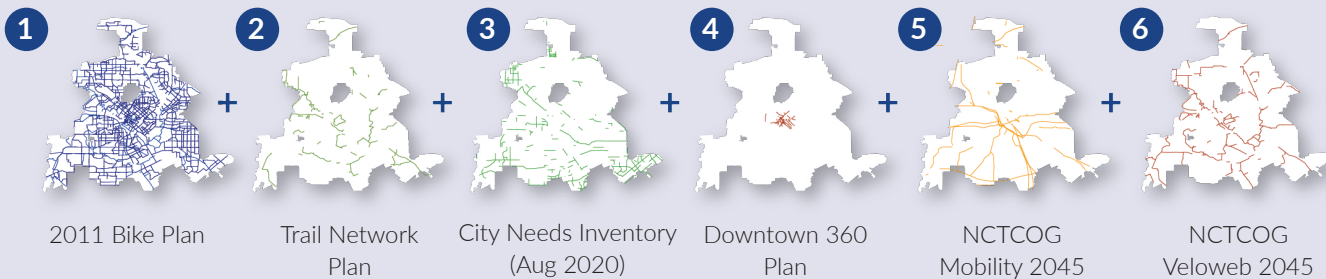 1
2
3
4
5
6
+
+
+
+
+
2011 Bike Plan
Trail Network
Plan
City Needs Inventory
(Aug 2020)
Downtown 360
Plan
NCTCOG
Mobility 2045
NCTCOG
Veloweb 2045